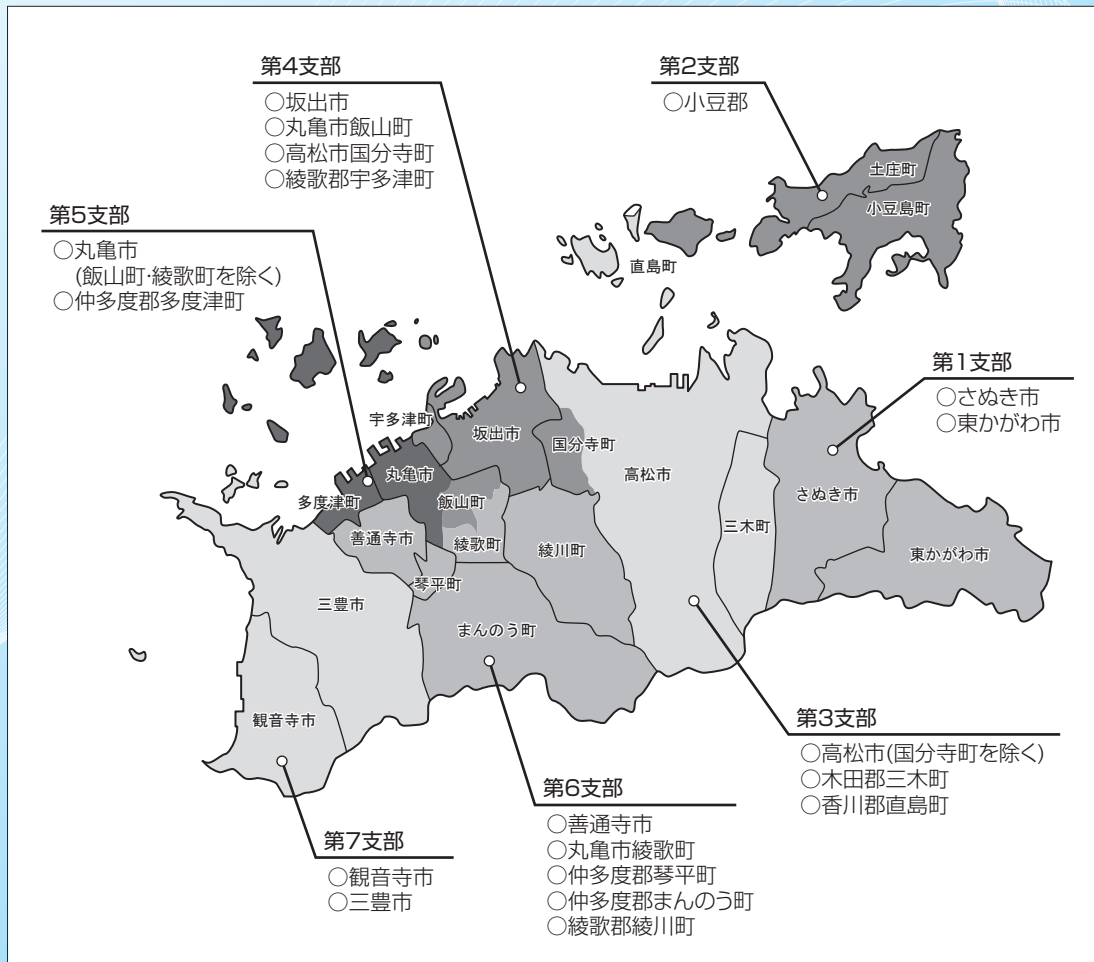 第4支部
○坂出市
○丸亀市飯山町
○高松市国分寺町
○綾歌郡宇多津町
第2支部
○小豆郡
第5支部
○丸亀市
(飯山町・綾歌町を除く)
○仲多度郡多度津町
土庄町
小豆島町
直島町
第1支部
○さぬき市
○東かがわ市
宇多津町
坂出市
国分寺町
高松市
丸亀市
多度津町
飯山町
さぬき市
善通寺市
綾歌町
綾川町
三木町
東かがわ市
琴平町
三豊市
まんのう町
観音寺市
第3支部
○高松市(国分寺町を除く)
○木田郡三木町
○香川郡直島町
第6支部
○善通寺市
○丸亀市綾歌町
○仲多度郡琴平町
○仲多度郡まんのう町
○綾歌郡綾川町
第7支部
○観音寺市
○三豊市